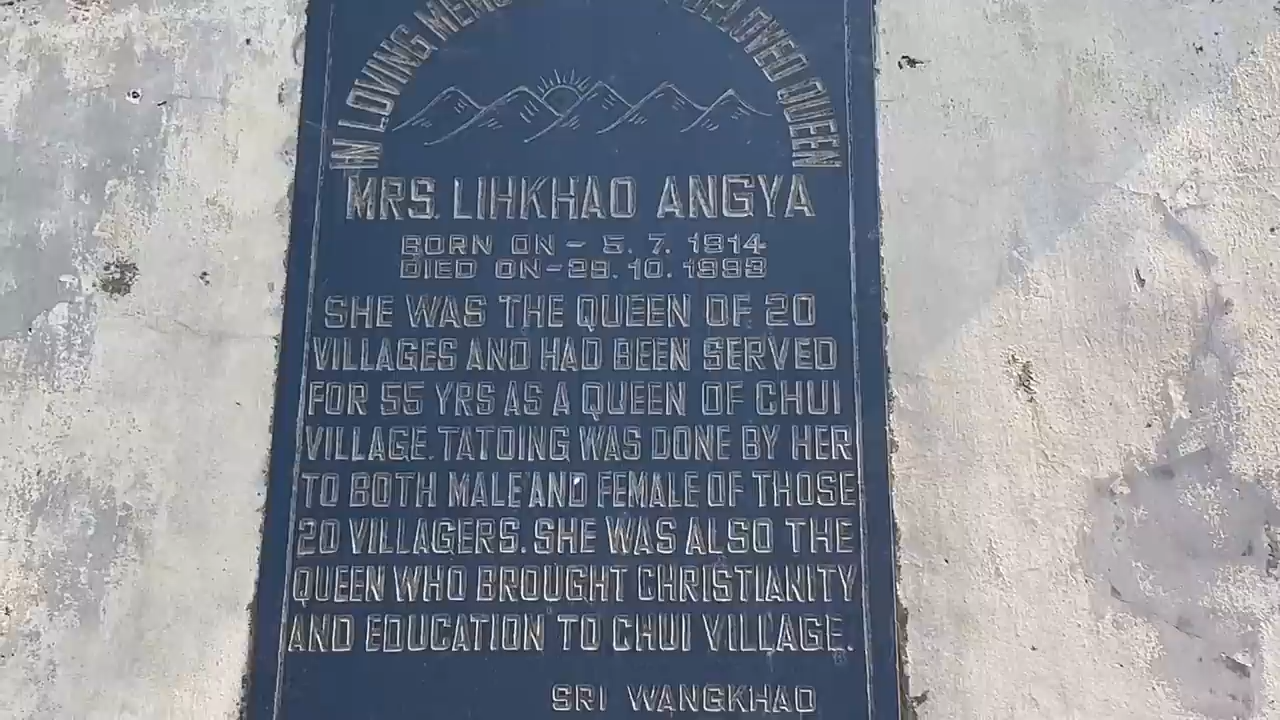 IN LOVING BELOVED QUEEN
MRS. LIHKHAO ANGYA
BORN ON - 5. 7. 1914
DIED ON - 29. 10. 1993
SHE WAS THE QUEEN OF 20
VILLAGES AND HAD BEEN SERVED
FOR 55 YRS AS A QUEEN OF CHUI
VILLAGE. TATOING WAS DONE BY HER
TO BOTH MALE AND FEMALE OF THOSE
20 VILLAGERS. SHE WAS ALSO THE
QUEEN WHO BROUGHT CHRISTIANITY
AND EDUCATION TO CHUI VILLAGE.
SRI WANGKHAO